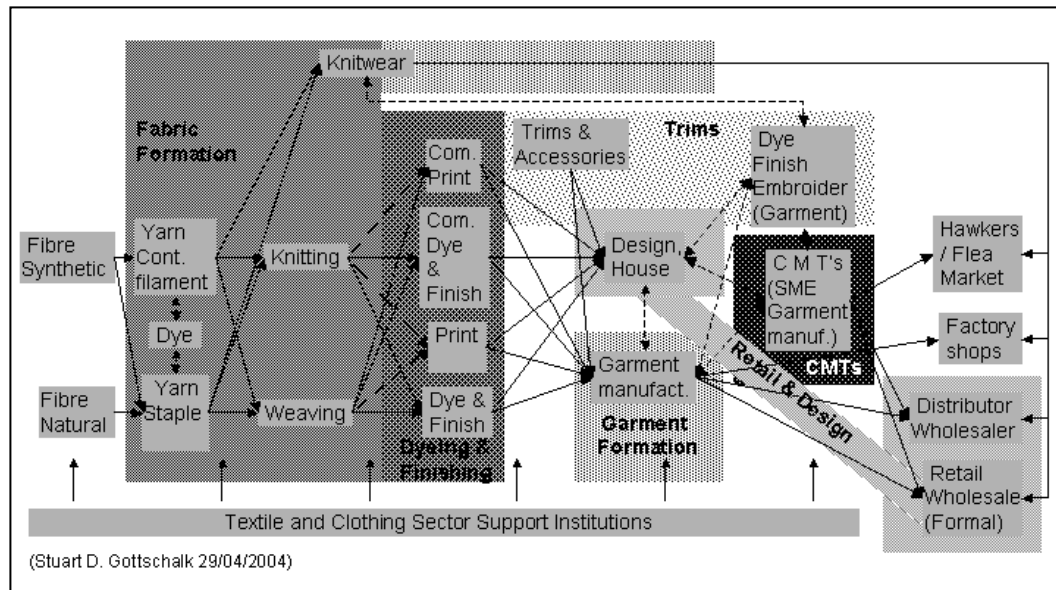 Knitwear
Fabric
Formation
Trims &
Accessories
Trims
Dye
Finish
Embroider
(Garment)
Com.
Print
Com.
Dye
&
Finish
Print
Dye &
Finish
Dyeing &
Finishing
Fibre
Synthetic
Yarn
Cont.
filament
Dye
Yarn
Staple
Fibre
Natural
Knitting
Weaving
Design
House
Garment
manufact.
Garment
Formation
C M T's
(SME
Garment
manuf.)
CMTs
Retail & Design
Hawkers
/ Flea
Market
Factory
shops
Distributor
Wholesaler
Retail
Wholesale
(Formal)
Textile and Clothing Sector Support Institutions
(Stuart D. Gottschalk 29/04/2004)